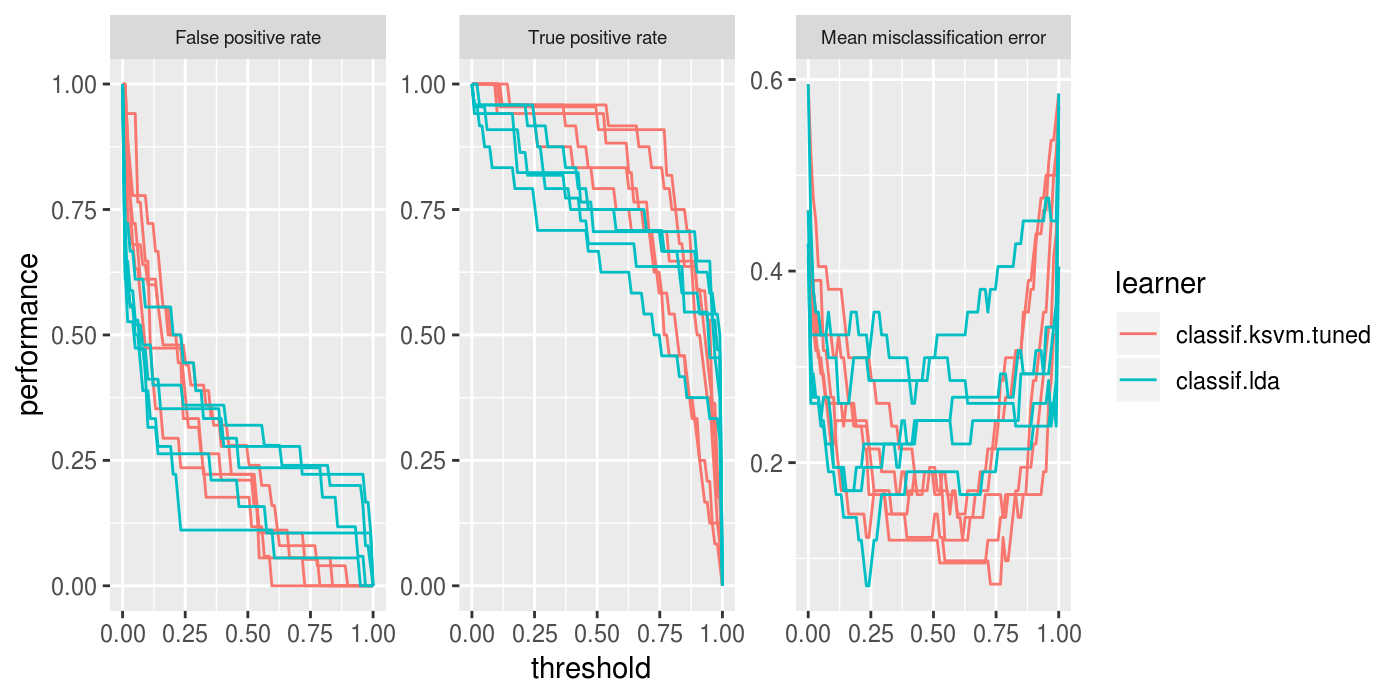 False positive rate
True positive rate
Mean misclassification error
performance
1.00
0.75
0.50
0.25
0.00
1.00
0.75
0.50
0.25
0.00
0.6
0.4
0.2
0.00 0.25 0.50 0.75 1.00
0.00 0.25 0.50 0.75 1.00
0.00 0.25 0.50 0.75 1.00
threshold
learner
classif.ksvm.tuned
classif.lda